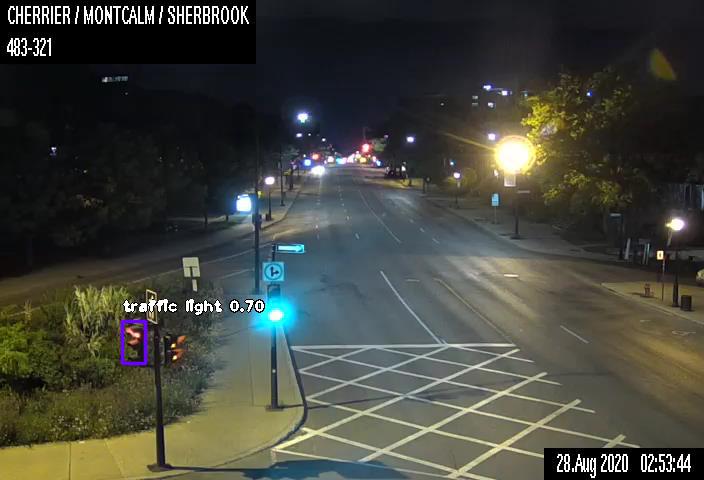 CHERRIER / MONTCALM / SHERBROOK
483-321
traffic light 0.70
28.Aug 2020 02:53:44